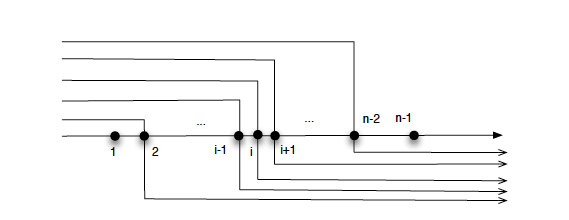 ... ... n-2 n-1
1 2 i-1 i i+1